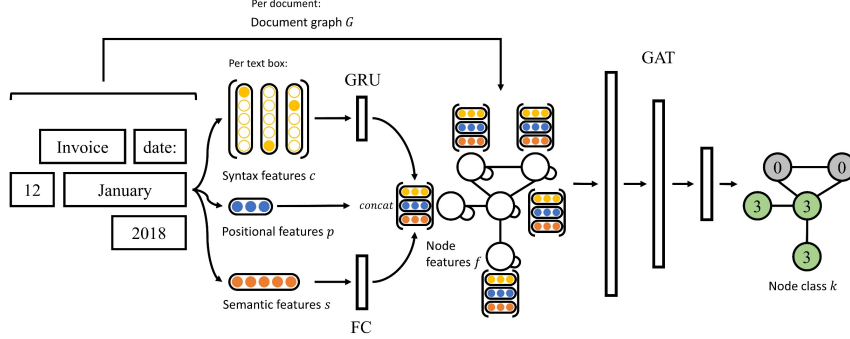 Per document:
Document graph G
Per text box:
GRU
GAT
Invoice
date:
12
January
2018
Syntax features c
concat
Positional features p
Node
features f
Semantic features s
FC
0
0
3
3
3
Node class k